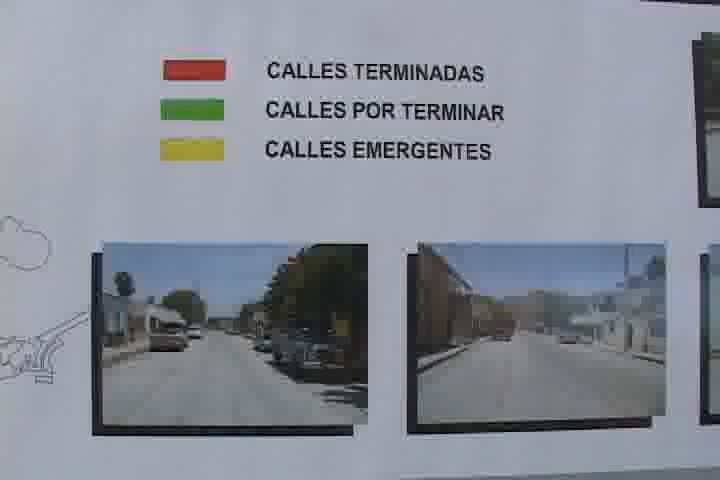 CALLES TERMINADAS
CALLES POR TERMINAR
CALLES EMERGENTES